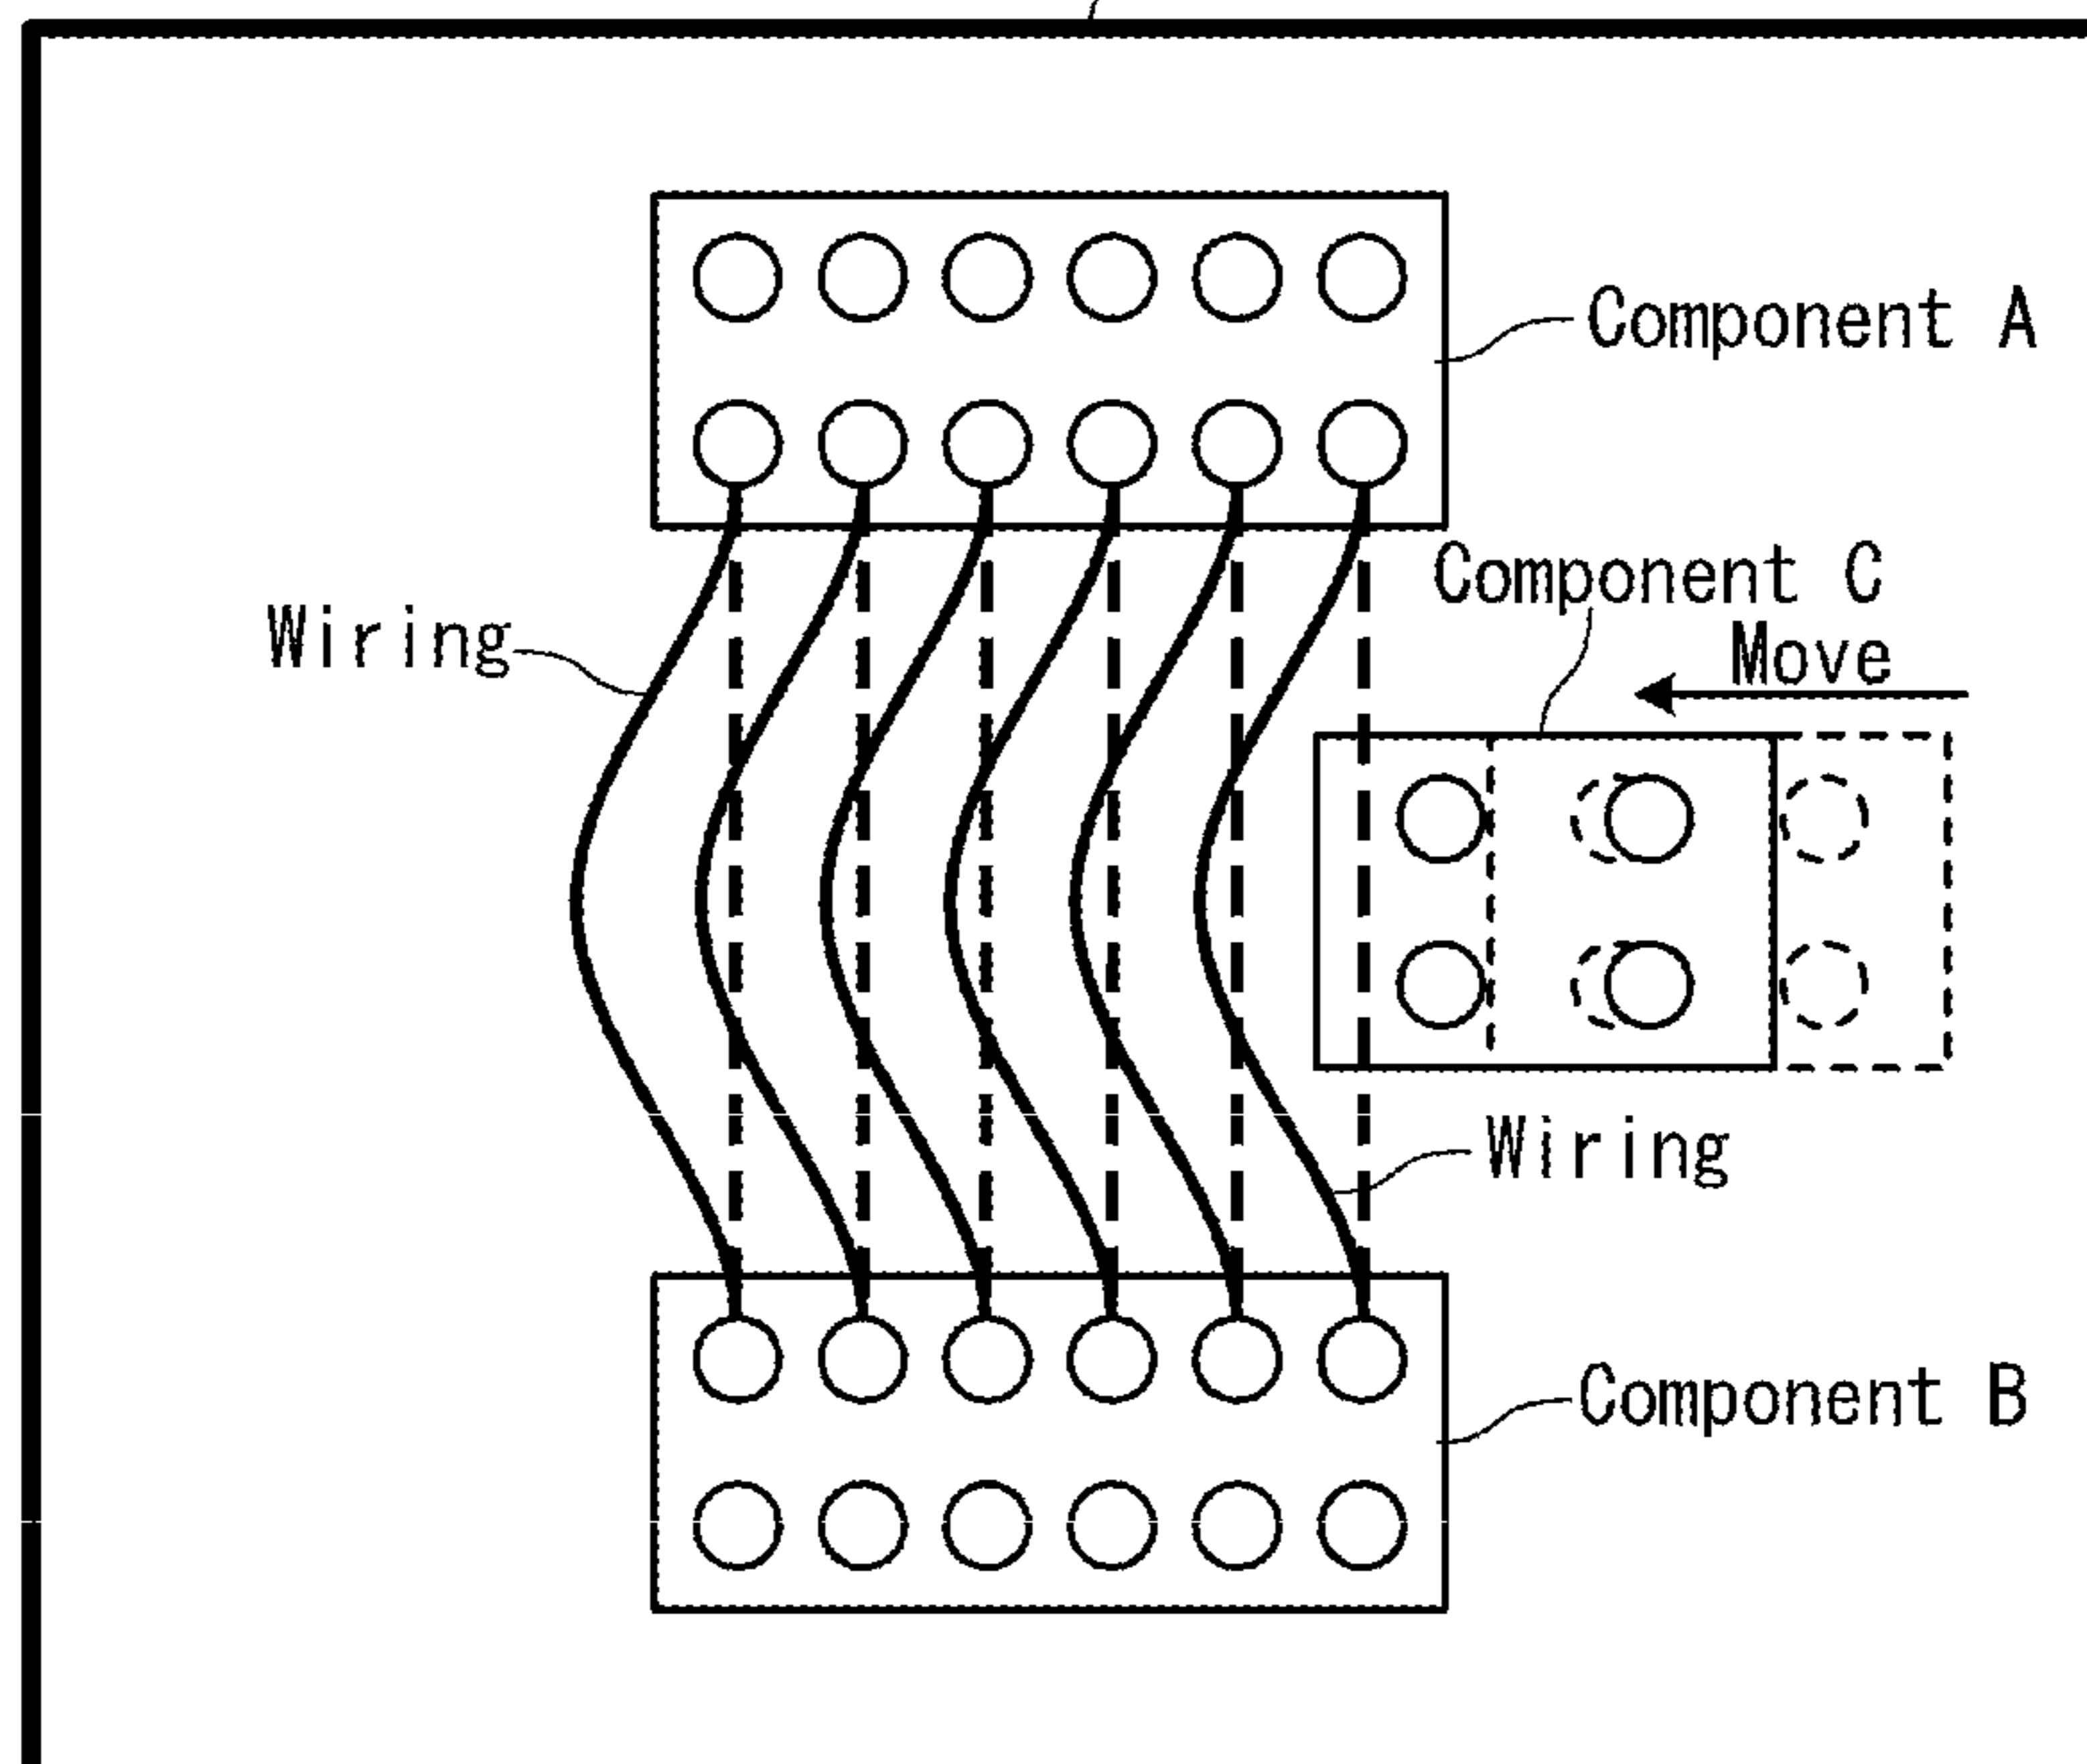 Component A
Component C
Wiring
Move
Wiring
Component B